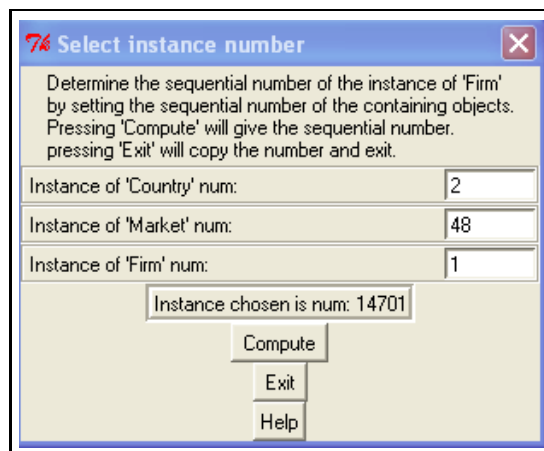 Select instance number
Determine the sequential number of the instance of 'Firm'
by setting the sequential number of the containing objects.
Pressing 'Compute' will give the sequential number.
pressing 'Exit' will copy the number and exit.
Instance of 'Country' num: 2
Instance of 'Market' num: 48
Instance of 'Firm' num: 1
Instance chosen is num: 14701
Compute
Exit
Help